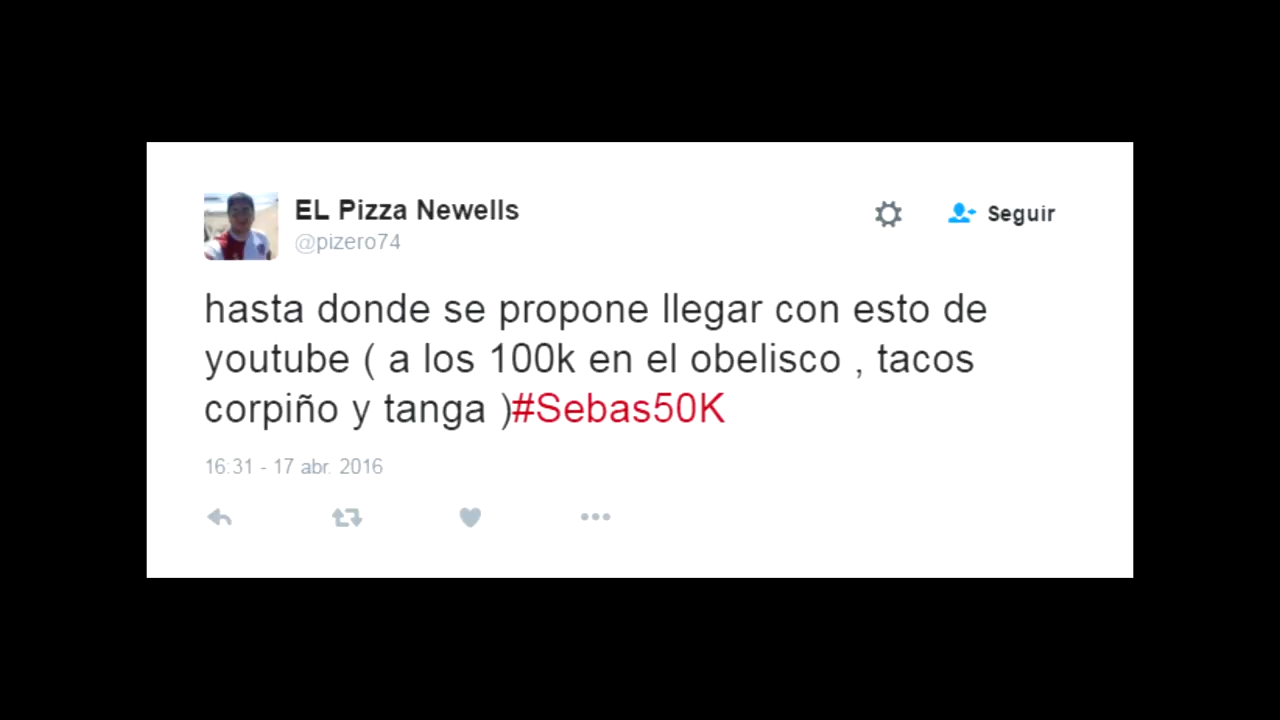 EL Pizza Newells
@pizero74
Seguir
hasta donde se propone llegar con esto de
youtube ( a los 100k en el obelisco , tacos
corpiño y tanga )#Sebas50K
16:31 - 17 abr. 2016